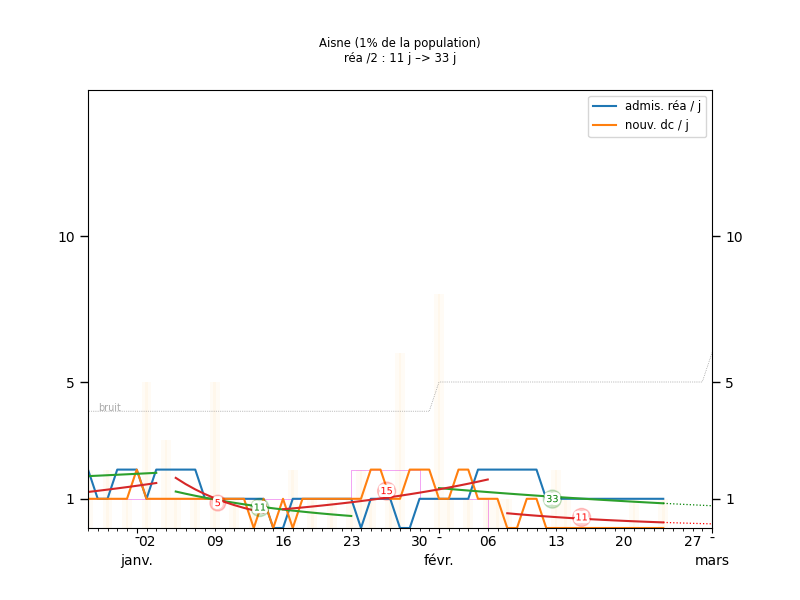 Aisne (1% de la population)
réa /2 : 11 j –> 33 j
admis. réa / j
nouv. dc / j
10 10
5 5
bruit
15
33
5 11 11
1 1
02 09 16 23 30 06 13 20 27
janv. févr. mars